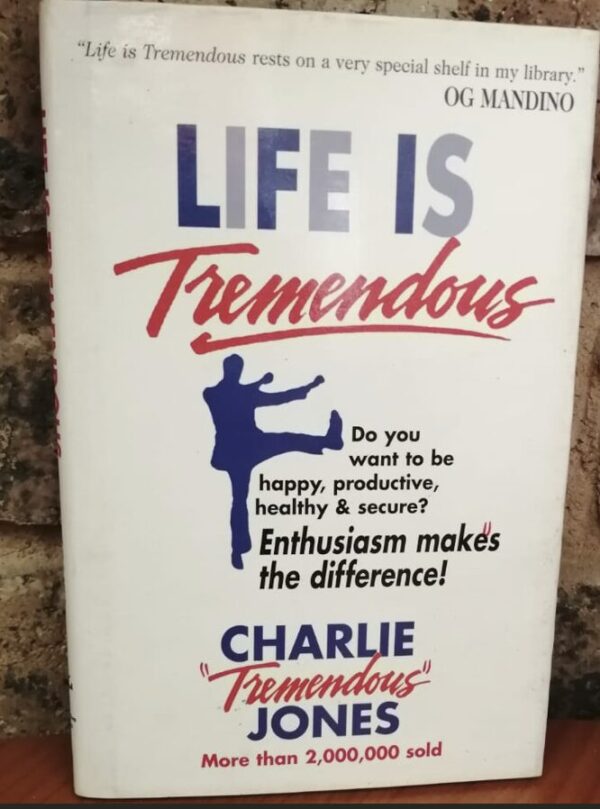 "Life is Tremendous rests on a very special shelf in my library."
OG MANDINO
LIFE IS
Tremendous
Do you
want to be
happy, productive,
healthy & secure?
Enthusiasm makes
the difference!
CHARLIE
"Tremendous"
JONES
More than 2,000,000 sold